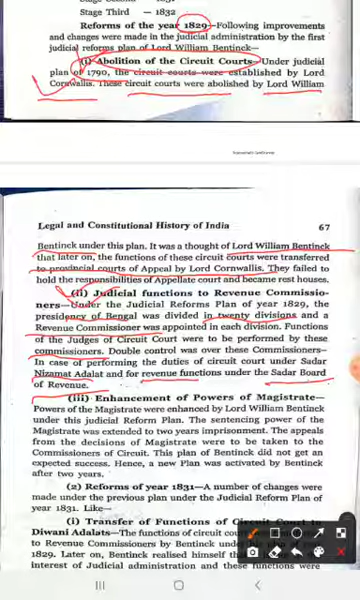 Stage Third — 1832
Reforms of the year 1829—Following improvements
and changes were made in the judicial administration by the first
judicial reforms plan of Lord William Bentinck—
(i) Abolition of the Circuit Courts—Under judicial
plan of 1790, the circuit courts were established by Lord
Cornwallis. These circuit courts were abolished by Lord William
Legal and Constitutional History of India 67
Bentinck under this plan. It was a thought of Lord William Bentinck
that later on, the functions of these circuit courts were transferred
to provincial courts of Appeal by Lord Cornwallis. They failed to
hold the responsibilities of Appellate court and became rest houses.
(ii) Judicial functions to Revenue Commissio-
ners—Under the Judicial Reforms Plan of year 1829, the
presidency of Bengal was divided in twenty divisions and a
Revenue Commissioner was appointed in each division. Functions
of the Judges of Circuit Court were to be performed by these
commissioners. Double control was over these Commissioners—
In case of performing the duties of circuit court under Sadar
Nizamat Adalat and for revenue functions under the Sadar Board
of Revenue.
(iii) Enhancement of Powers of Magistrate—
Powers of the Magistrate were enhanced by Lord William Bentinck
under this judicial Reform Plan. The sentencing power of the
Magistrate was extended to two years imprisonment. The appeals
from the decisions of Magistrate were to be taken to the
Commissioners of Circuit. This plan of Bentinck did not get an
expected success. Hence, a new Plan was activated by Bentinck
after two years.
(2) Reforms of year 1831—A number of changes were
made under the previous plan under the Judicial Reform Plan of
year 1831. Like—
(i) Transfer of Functions of Circuit Court to
Diwani Adalats—The functions of circuit cou
to Revenue Commissioners by Bentinck under
1829. Later on, Bentinck realised himself
interest of Judicial administration and these functions were